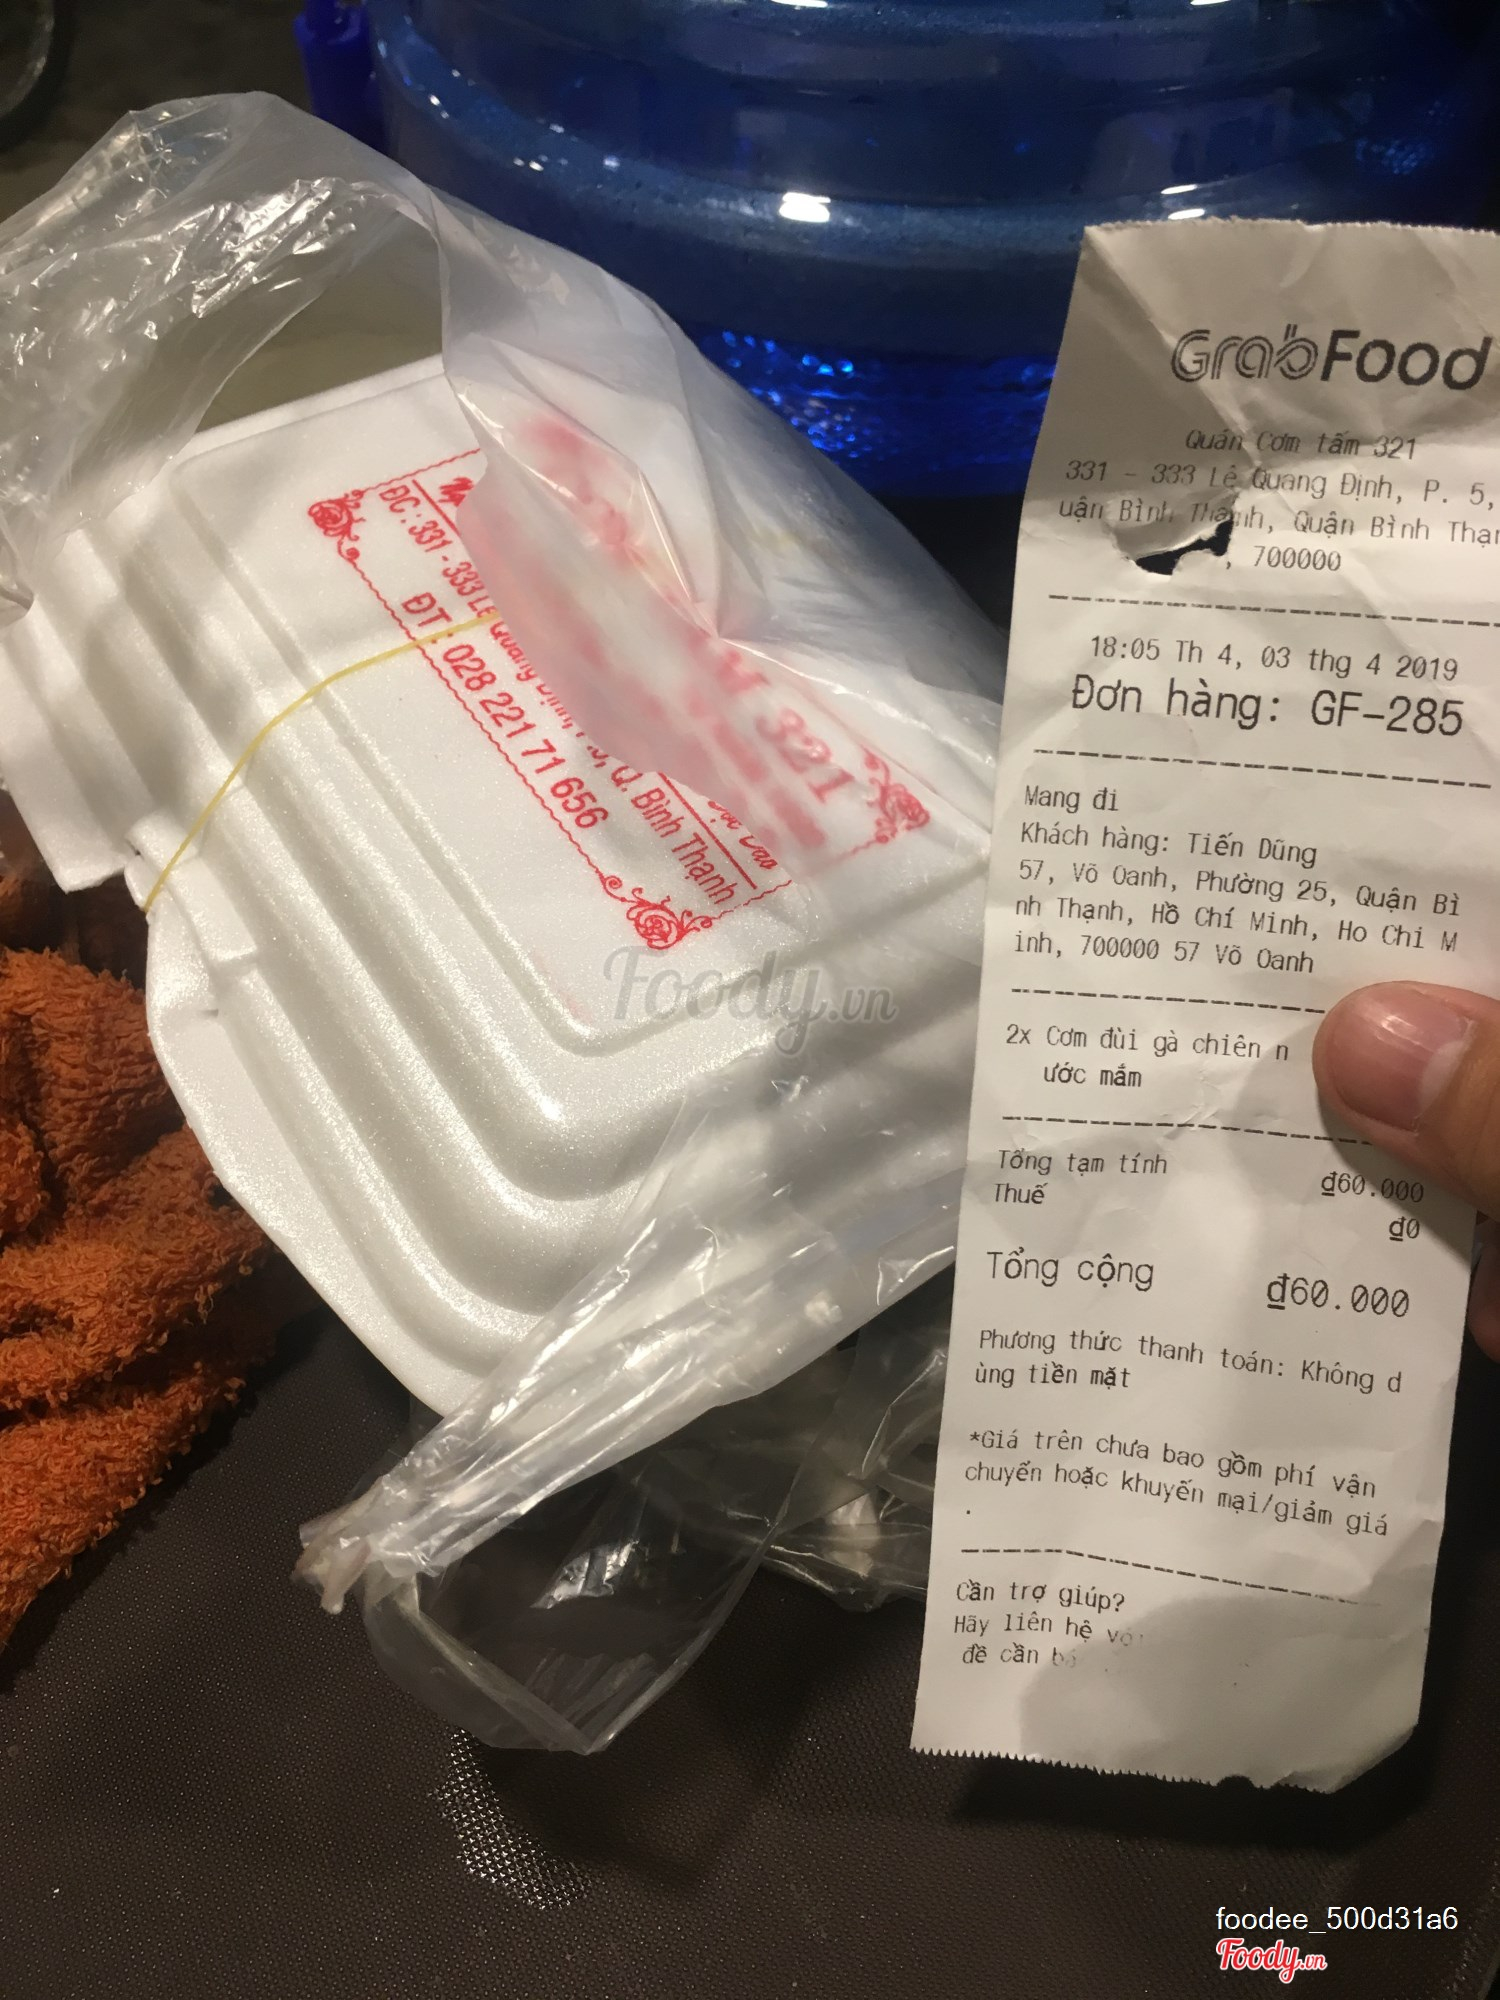 ĐC: 331 - 333 Lê Quang Định, P.5, Q. Bình Thạnh
ĐT: 028 221 71 656
321
GrabFood
Quán Cơm tấm 321
331 - 333 Lê Quang Định, P. 5,
uận Bình Thạnh, Quận Bình Thạn
, 700000
18:05 Th 4, 03 thg 4 2019
Đơn hàng: GF-285
Mang đi
Khách hàng: Tiến Dũng
57, Võ Oanh, Phường 25, Quận Bì
nh Thạnh, Hồ Chí Minh, Ho Chi M
inh, 700000 57 Võ Oanh
2x Cơm đùi gà chiên n
ước mắm
Tổng tạm tính đ60.000
Thuế đ0
Tổng cộng đ60.000
Phương thức thanh toán: Không d
ùng tiền mặt
*Giá trên chưa bao gồm phí vận
chuyển hoặc khuyến mại/giảm giá
.
Cần trợ giúp?
Hãy liên hệ với
đề cần
Foody.vn
foodee_500d31a6
Foody.vn